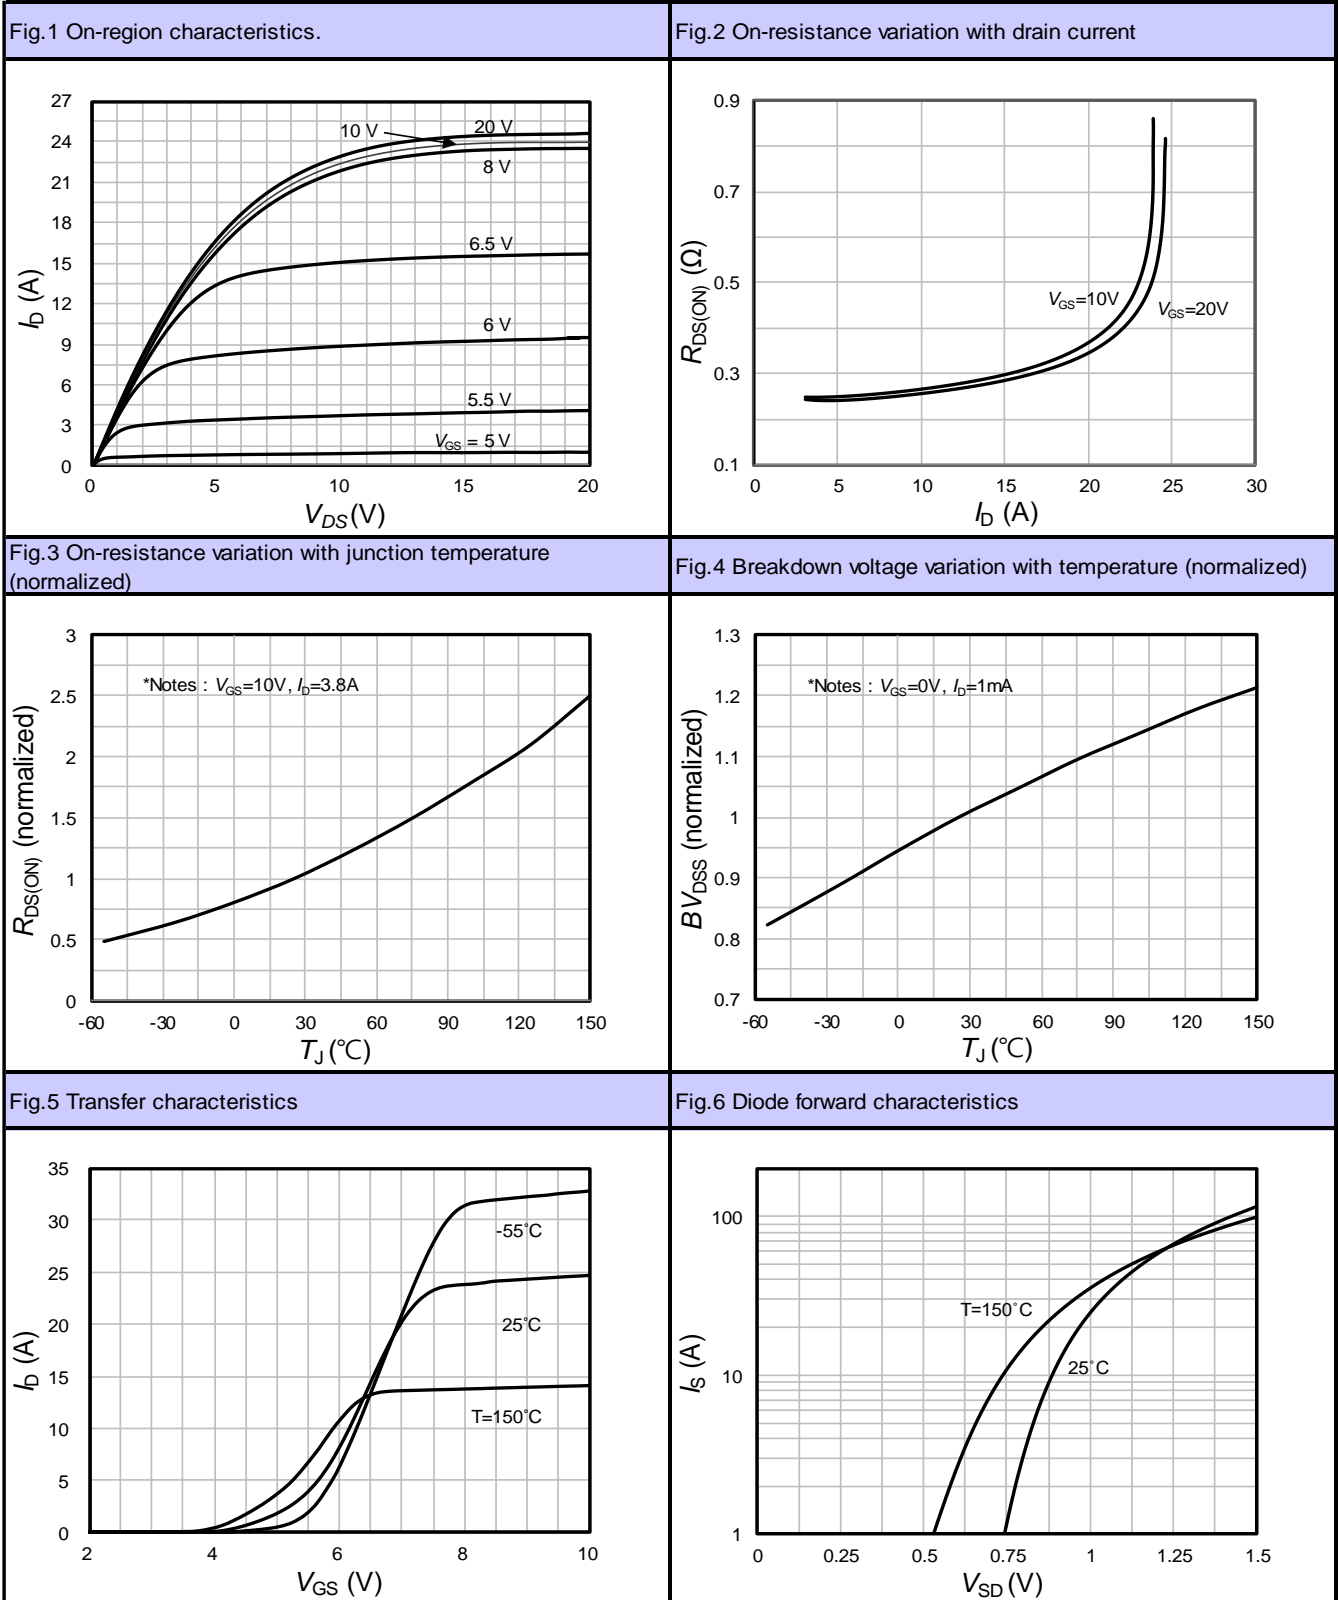 Fig.1 On-region characteristics.
Fig.2 On-resistance variation with drain current
27
24
21
18
15
12
9
6
3
0
I_D (A)
10 V
20 V
8 V
6.5 V
6 V
5.5 V
V_GS = 5 V
0 5 10 15 20
V_DS (V)
0.9
0.7
0.5
0.3
0.1
R_DS(ON) (Ω)
V_GS=10V
V_GS=20V
0 5 10 15 20 25 30
I_D (A)
Fig.3 On-resistance variation with junction temperature
(normalized)
Fig.4 Breakdown voltage variation with temperature (normalized)
3
2.5
2
1.5
1
0.5
0
R_DS(ON) (normalized)
*Notes : V_GS=10V, I_D=3.8A
-60 -30 0 30 60 90 120 150
T_J (℃)
1.3
1.2
1.1
1
0.9
0.8
0.7
BV_DSS (normalized)
*Notes : V_GS=0V, I_D=1mA
-60 -30 0 30 60 90 120 150
T_J (℃)
Fig.5 Transfer characteristics
Fig.6 Diode forward characteristics
35
30
25
20
15
10
5
0
I_D (A)
-55˚C
25˚C
T=150˚C
2 4 6 8 10
V_GS (V)
100
10
1
I_S (A)
T=150˚C
25˚C
0 0.25 0.5 0.75 1 1.25 1.5
V_SD (V)